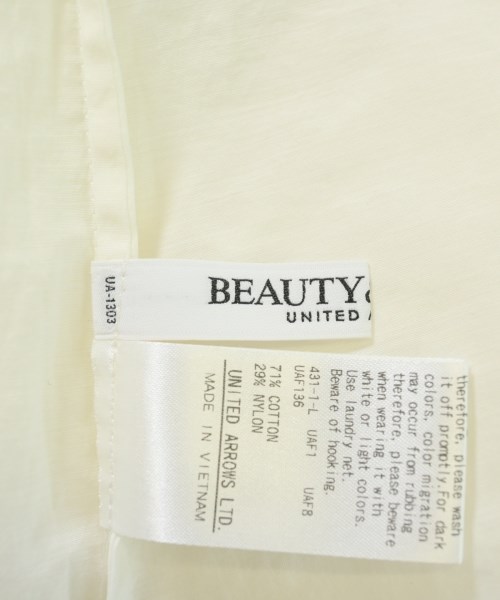 UA-1303
BEAUTY&
UNITED A
therefore, please wash
it off promptly.For dark
colors, color migration
may occur from rubbing
therefore, please beware
when wearing it with
white or light colors.
Use laundry net.
Beware of hooking.
431-1-L UAF1 UAF8
UAF136
71% COTTON
29% NYLON
UNITED ARROWS LTD.
MADE IN VIETNAM